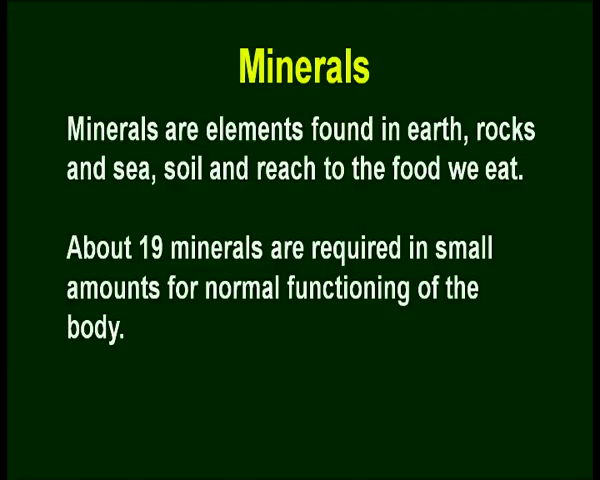 Minerals
Minerals are elements found in earth, rocks
and sea, soil and reach to the food we eat.
About 19 minerals are required in small
amounts for normal functioning of the
body.